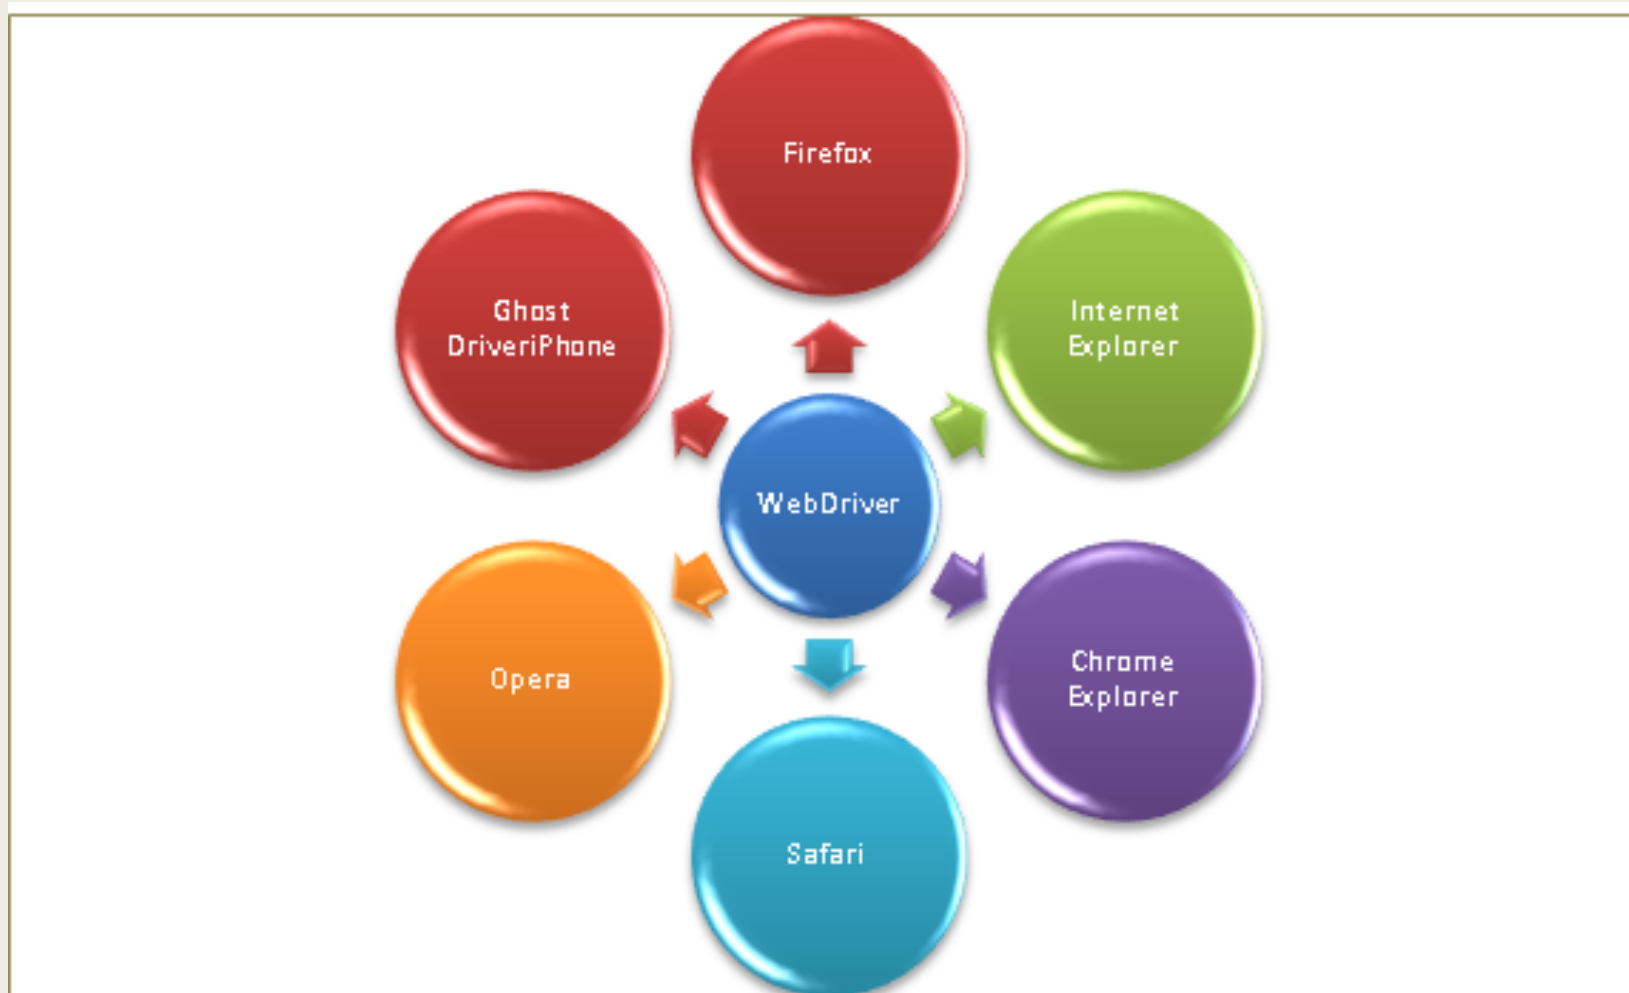 Firefox
Internet
Explorer
Chrome
Explorer
Safari
Opera
Ghost
DriveriPhone
WebDriver